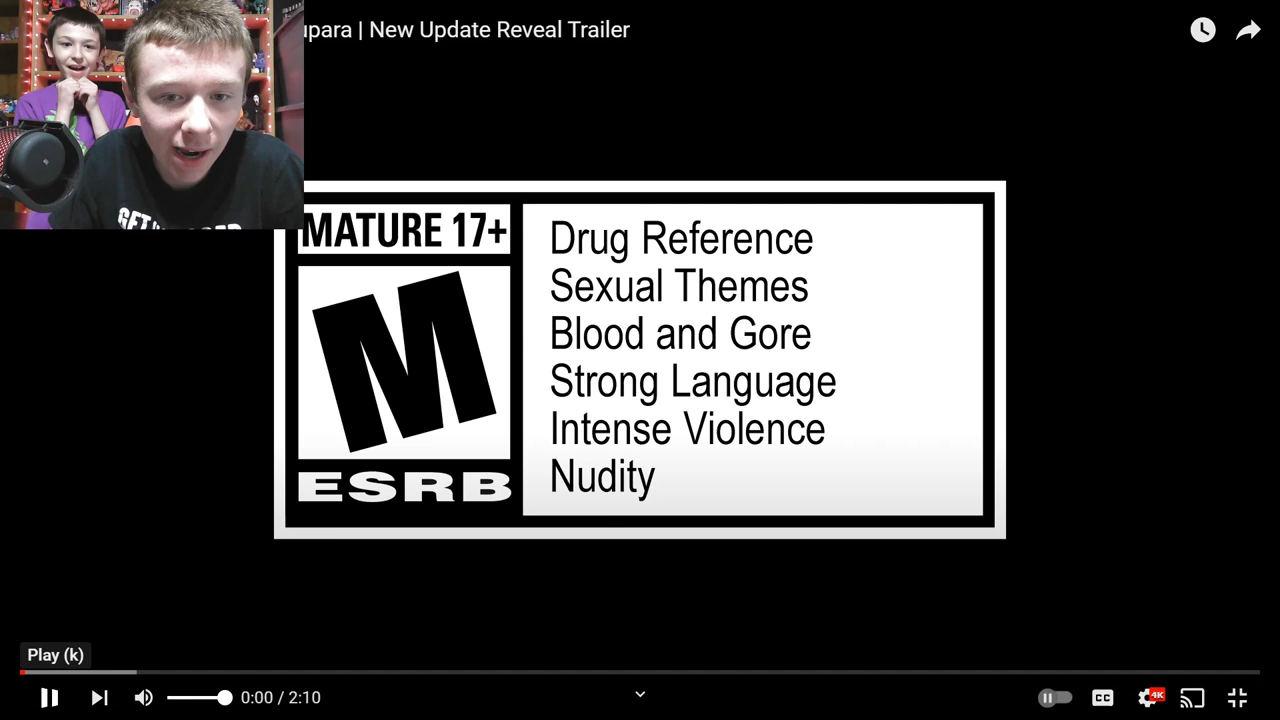 upara | New Update Reveal Trailer
MATURE 17+
M
ESRB
Drug Reference
Sexual Themes
Blood and Gore
Strong Language
Intense Violence
Nudity
Play (k)
0:00 / 2:10
CC
4K